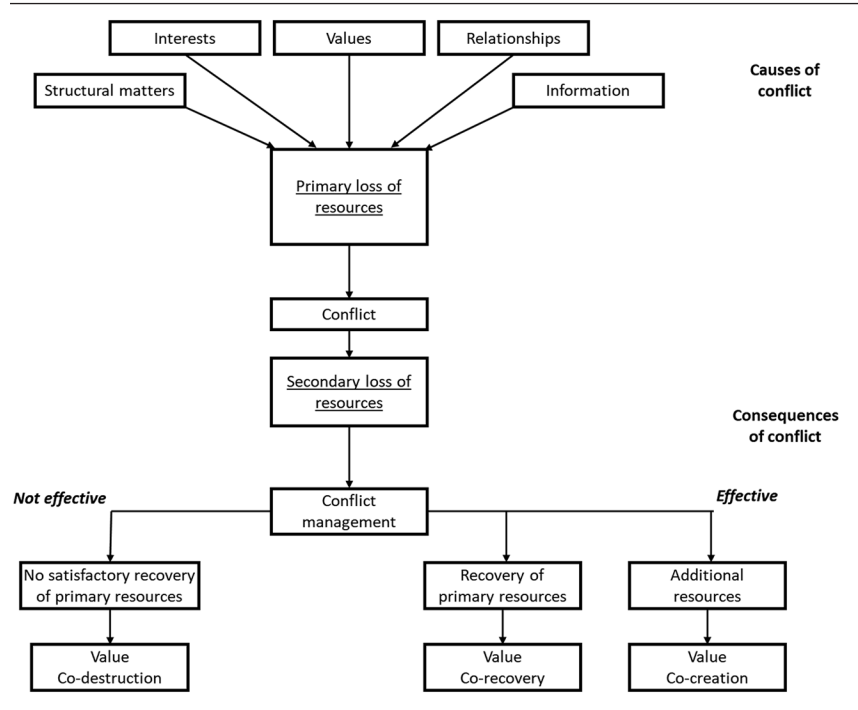 Interests
Values
Relationships
Causes of
conflict
Structural matters
Information
Primary loss of
resources
Conflict
Secondary loss of
resources
Consequences
of conflict
Not effective
Conflict
management
Effective
No satisfactory recovery
of primary resources
Recovery of
primary resources
Additional
resources
Value
Co-destruction
Value
Co-recovery
Value
Co-creation